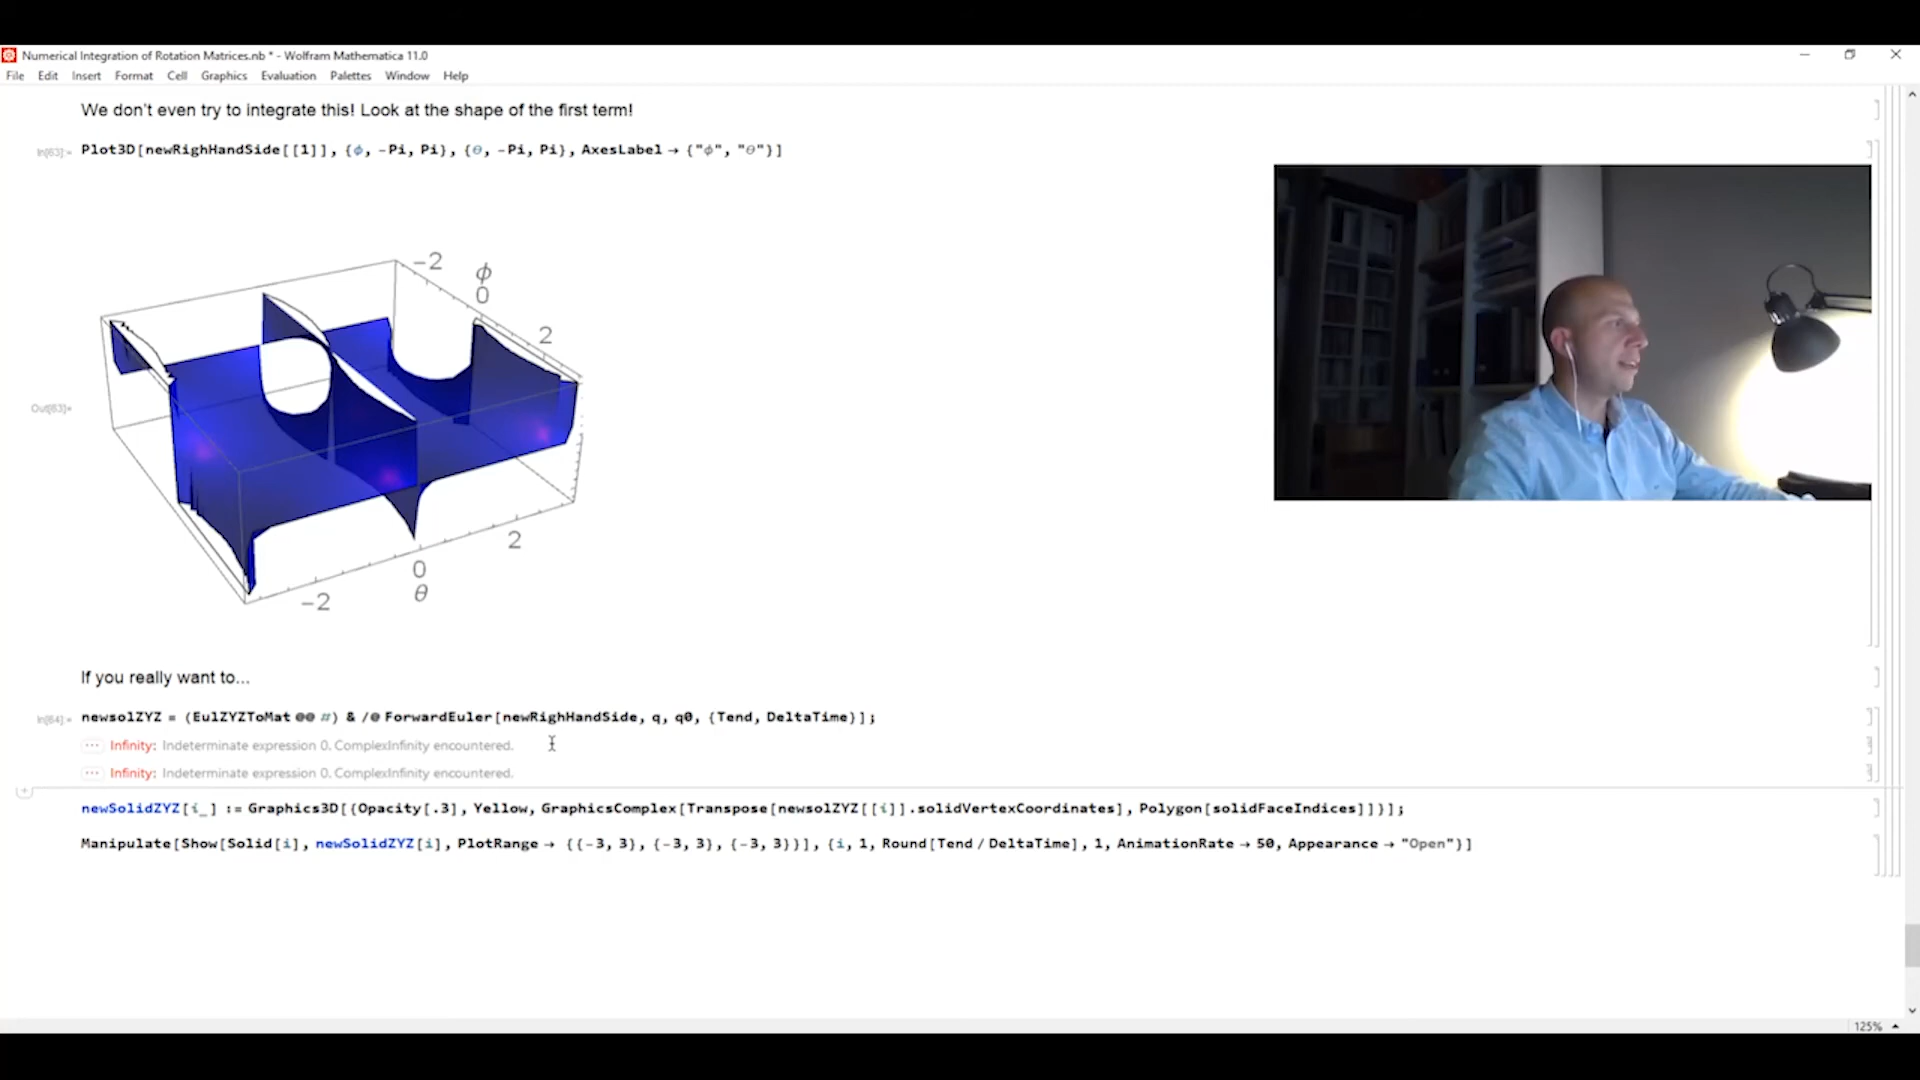 Numerical Integration of Rotation Matrices.nb * - Wolfram Mathematica 11.0
File Edit Insert Format Cell Graphics Evaluation Palettes Window Help
We don't even try to integrate this! Look at the shape of the first term!
In[63]:= Plot3D[newRighHandSide[[1]], {ϕ, -Pi, Pi}, {θ, -Pi, Pi}, AxesLabel → {"ϕ", "θ"}]
-2
ϕ
0
2
Out[63]=
2
0
-2
θ
If you really want to...
In[64]:= newsolZYZ = (EulZYZToMat @@ #) & /@ ForwardEuler[newRighHandSide, q, q0, {Tend, DeltaTime}];
Infinity: Indeterminate expression 0. ComplexInfinity encountered.
Infinity: Indeterminate expression 0. ComplexInfinity encountered.
newSolidZYZ[i_] := Graphics3D[{Opacity[.3], Yellow, GraphicsComplex[Transpose[newsolZYZ[[i]].solidVertexCoordinates], Polygon[solidFaceIndices]]}];
Manipulate[Show[Solid[i], newSolidZYZ[i], PlotRange → {{-3, 3}, {-3, 3}, {-3, 3}}], {i, 1, Round[Tend / DeltaTime], 1, AnimationRate → 50, Appearance → "Open"}]
125%